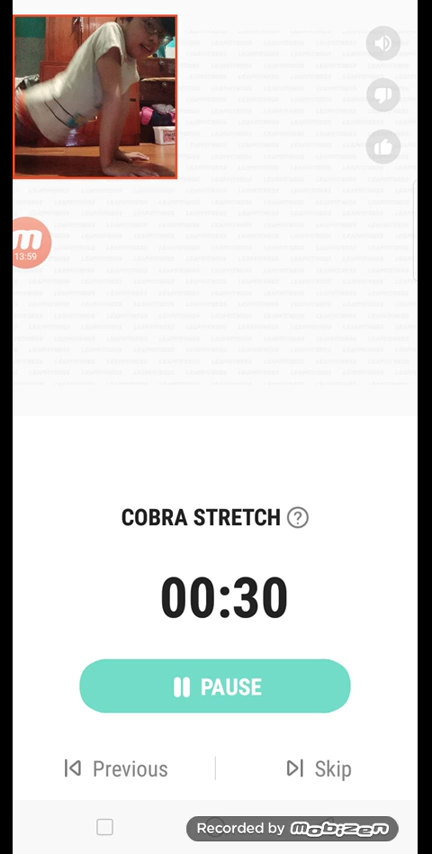 m
13:59
COBRA STRETCH ?
00:30
PAUSE
Previous
Skip
Recorded by Mobizen